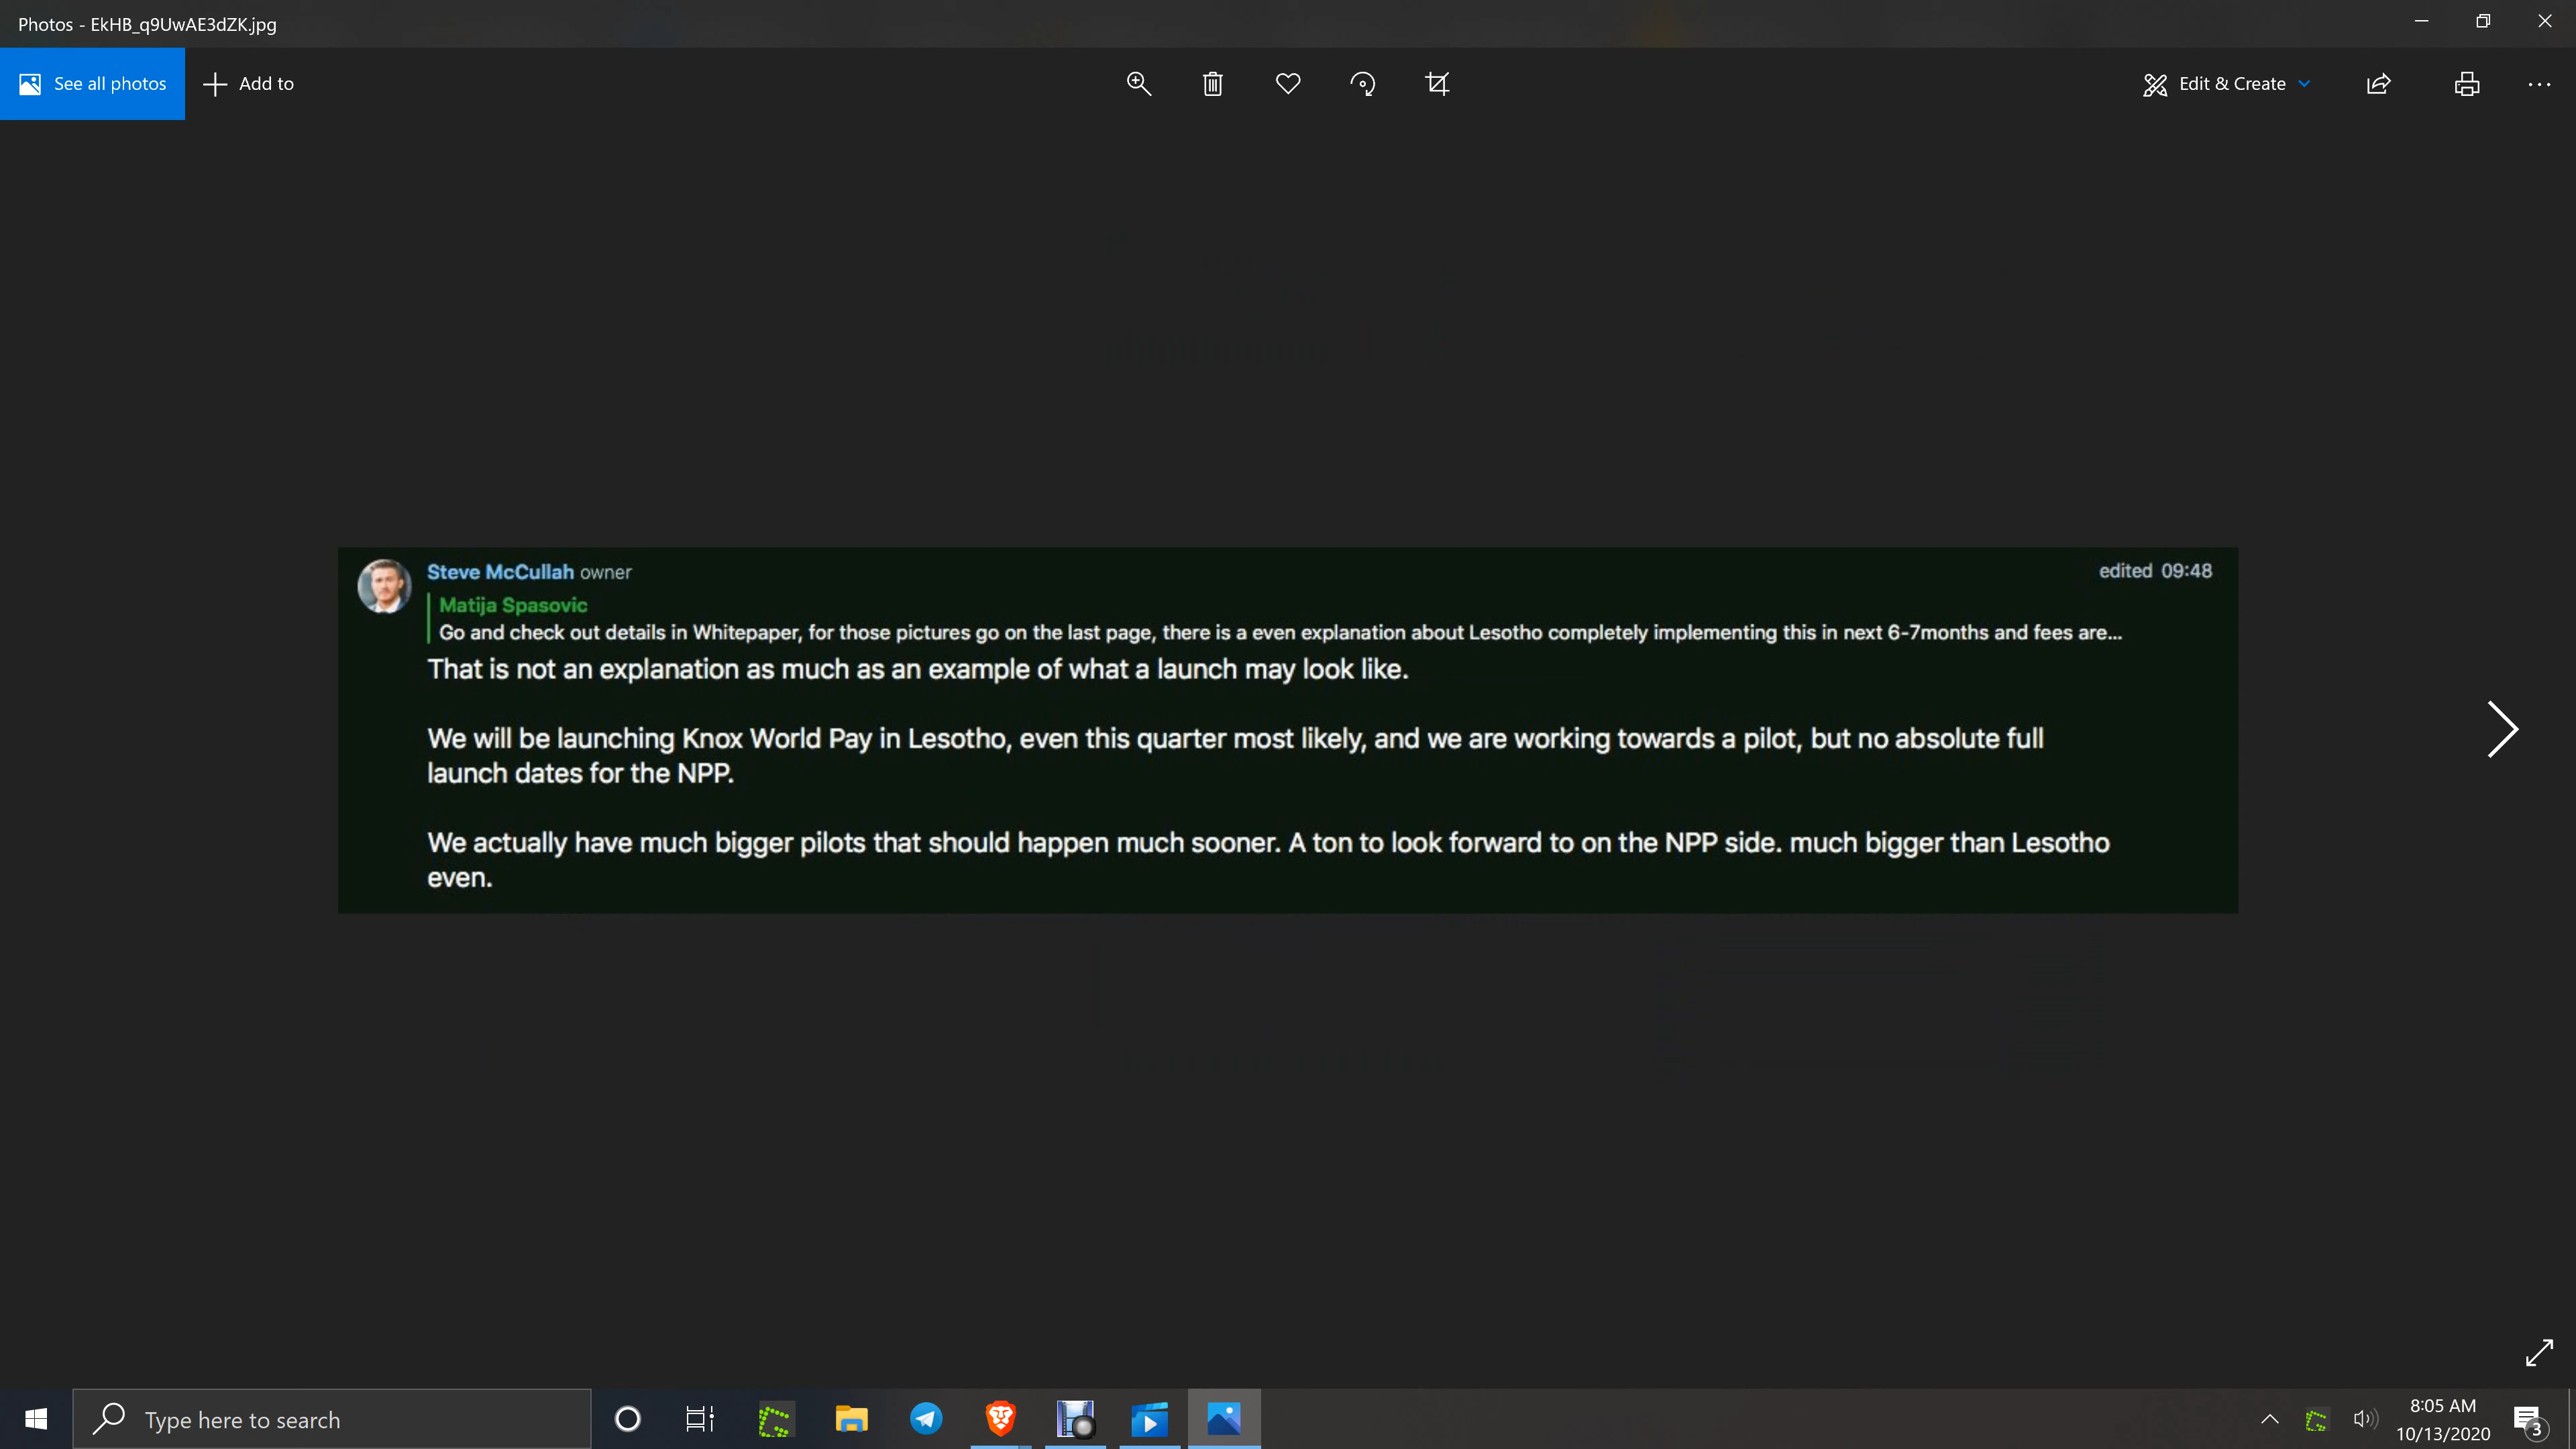 Photos - EkHB_q9UwAE3dZK.jpg
See all photos
Add to
Edit & Create
Steve McCullah owner
edited 09:48
Matija Spasovic
Go and check out details in Whitepaper, for those pictures go on the last page, there is a even explanation about Lesotho completely implementing this in next 6-7months and fees are...
That is not an explanation as much as an example of what a launch may look like.
We will be launching Knox World Pay in Lesotho, even this quarter most likely, and we are working towards a pilot, but no absolute full
launch dates for the NPP.
We actually have much bigger pilots that should happen much sooner. A ton to look forward to on the NPP side. much bigger than Lesotho
even.
Type here to search
8:05 AM
10/13/2020
3